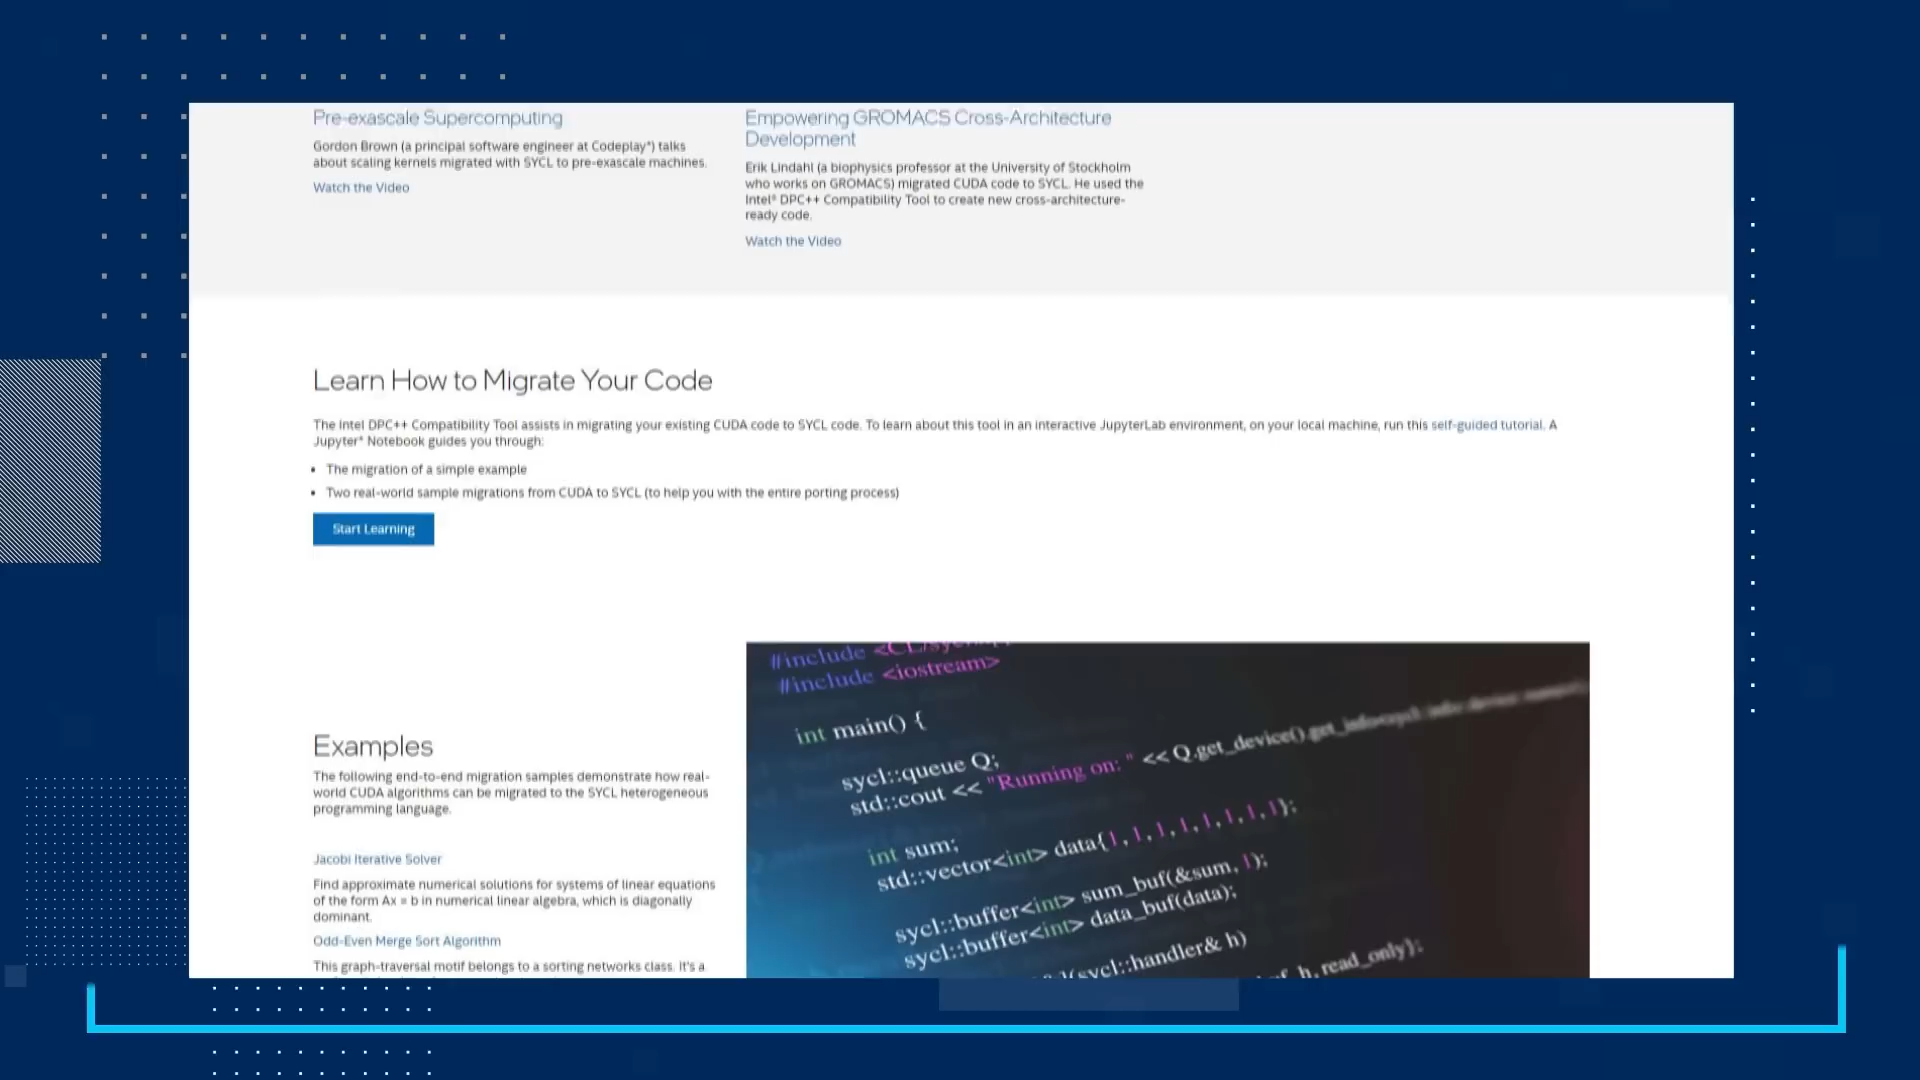 Pre-exascale Supercomputing
Gordon Brown (a principal software engineer at Codeplay*) talks
about scaling kernels migrated with SYCL to pre-exascale machines.
Watch the Video
Empowering GROMACS Cross-Architecture
Development
Erik Lindahl (a biophysics professor at the University of Stockholm
who works on GROMACS) migrated CUDA code to SYCL. He used the
Intel® DPC++ Compatibility Tool to create new cross-architecture-
ready code.
Watch the Video
Learn How to Migrate Your Code
The Intel DPC++ Compatibility Tool assists in migrating your existing CUDA code to SYCL code. To learn about this tool in an interactive JupyterLab environment, on your local machine, run this self-guided tutorial. A
Jupyter* Notebook guides you through:
• The migration of a simple example
• Two real-world sample migrations from CUDA to SYCL (to help you with the entire porting process)
Start Learning
Examples
The following end-to-end migration samples demonstrate how real-
world CUDA algorithms can be migrated to the SYCL heterogeneous
programming language.
Jacobi Iterative Solver
Find approximate numerical solutions for systems of linear equations
of the form Ax = b in numerical linear algebra, which is diagonally
dominant.
Odd-Even Merge Sort Algorithm
This graph-traversal motif belongs to a sorting networks class. It's a
#include
#include <iostream>
int main() {
sycl::queue Q;
std::cout << "Running on: " << Q.get_device()
int sum;
std::vector<int> data{1,1,1,1,1,1,1,1};
sycl::buffer<int> sum_buf(&sum, 1);
sycl::buffer<int> data_buf(data);
(sycl::handler& h)
h, read_only);